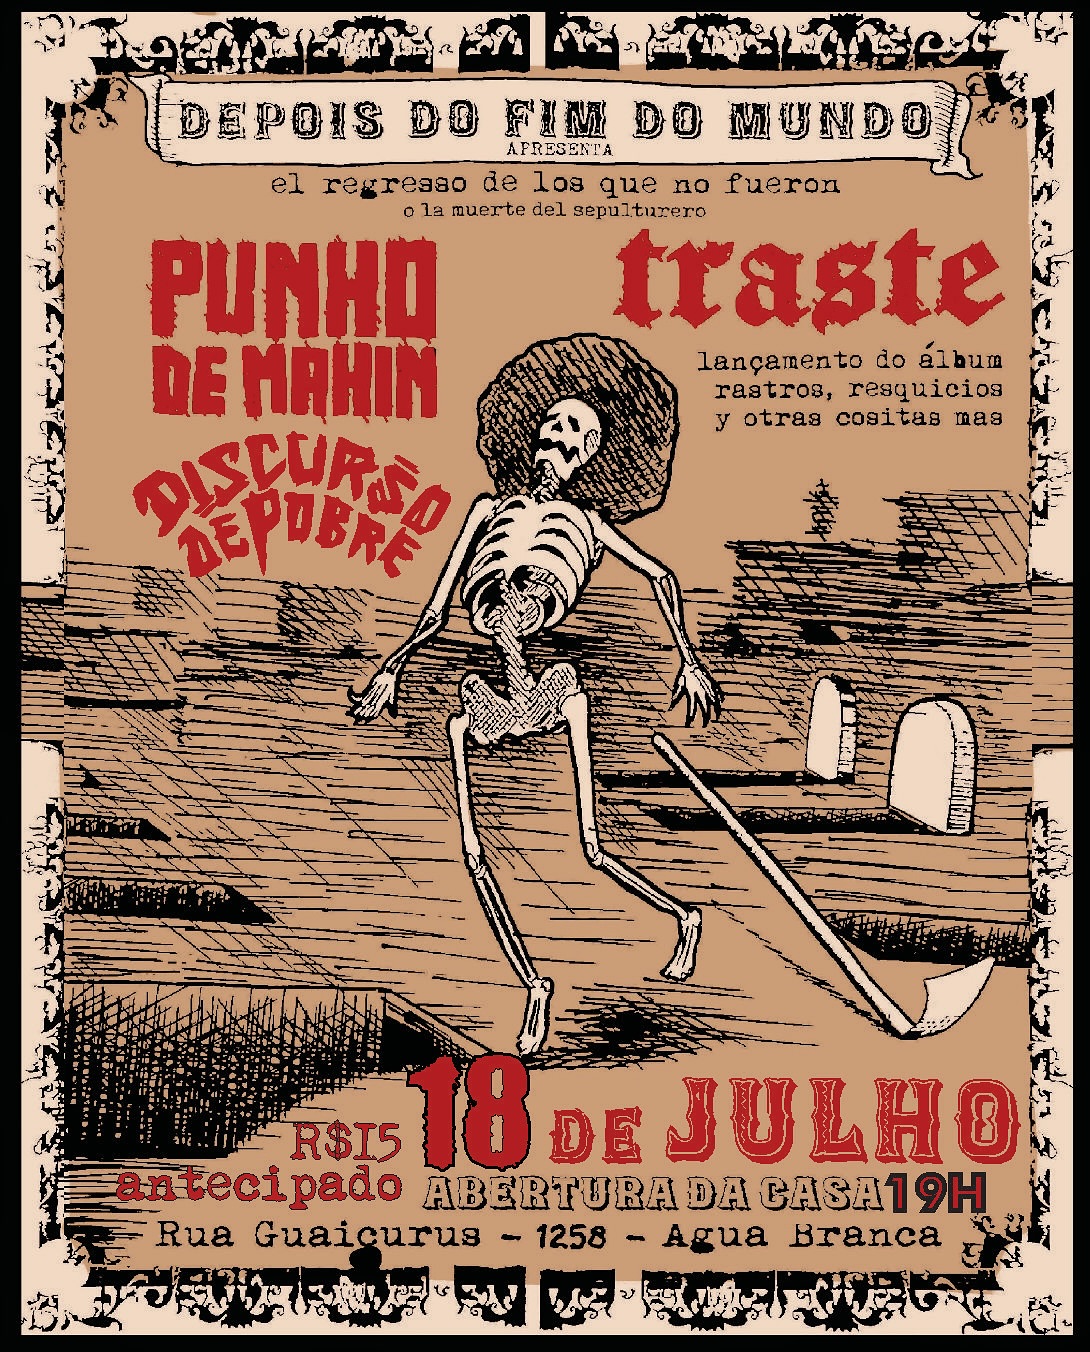 DEPOIS DO FIM DO MUNDO
APRESENTA
el regresso de los que no fueron
o la muerte del sepulturero
PUNHO
DE MAHIN
DISCURSO
DE POBRE
traste
lançamento do álbum
rastros, resquicios
y otras cositas mas
18 DE JULHO
R$15
antecipado
ABERTURA DA CASA 19H
Rua Guaicurus - 1258 - Agua Branca